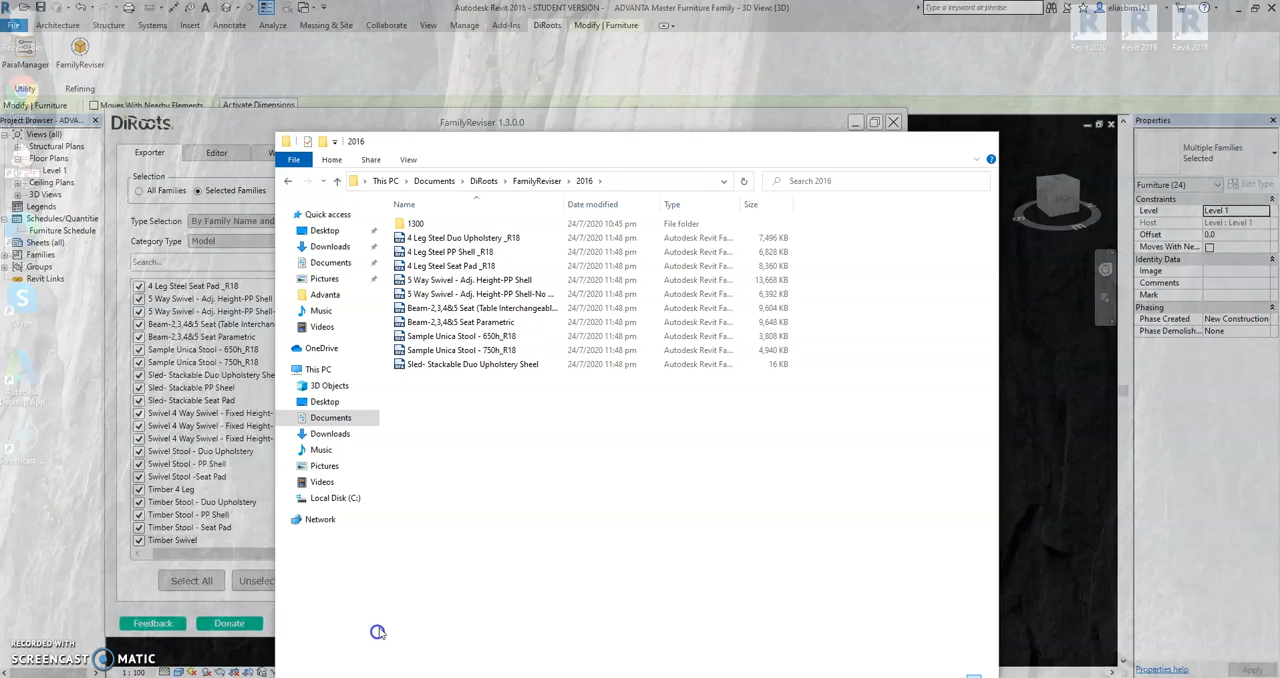 Autodesk Revit 2018 - STUDENT VERSION - ADVANTA Master Furniture Family - 3D View: {3D}
Type a keyword or phrase
eliasbim123
File Architecture Structure Systems Insert Annotate Analyze Massing & Site Collaborate View Manage Add-Ins DiRoots Modify | Furniture
Revit 2020 Revit 2019 Revit 2018
ParaManager FamilyReviser
Utility Refining
Modify | Furniture Moves With Nearby Elements Activate Dimensions
Project Browser - ADVA...
Views (all)
Structural Plans
Floor Plans
Level 1
Ceiling Plans
3D Views
Legends
Schedules/Quantitie
Furniture Schedule
Sheets (all)
Families
Groups
Revit Links
DiRoots.
FamilyReviser 1.3.0.0
Exporter Editor
Selection
All Families Selected Families
Type Selection By Family Name and
Category Type Model
Search...
4 Leg Steel Seat Pad _R18
5 Way Swivel - Adj. Height-PP Shell
5 Way Swivel - Adj. Height-PP Shell-
Beam-2,3,4&5 Seat (Table Interchan
Beam-2,3,4&5 Seat Parametric
Sample Unica Stool - 650h_R18
Sample Unica Stool - 750h_R18
Sled- Stackable Duo Upholstery She
Sled- Stackable PP Sheel
Sled- Stackable Seat Pad
Swivel 4 Way Swivel - Fixed Height-
Swivel 4 Way Swivel - Fixed Height-
Swivel 4 Way Swivel - Fixed Height-
Swivel Stool - Duo Upholstery
Swivel Stool - PP Shell
Swivel Stool -Seat Pad
Timber 4 Leg
Timber Stool - Duo Upholstery
Timber Stool - PP Shell
Timber Stool - Seat Pad
Timber Swivel
Select All Unselec
Feedback Donate
2016
File Home Share View
This PC > Documents > DiRoots > FamilyReviser > 2016 >
Search 2016
Quick access
Desktop
Downloads
Documents
Pictures
Advanta
Music
Videos
OneDrive
This PC
3D Objects
Desktop
Documents
Downloads
Music
Pictures
Videos
Local Disk (C:)
Network
Name Date modified Type Size
1300 24/7/2020 10:45 pm File folder
4 Leg Steel Duo Upholstery _R18 24/7/2020 11:48 pm Autodesk Revit Fa... 7,496 KB
4 Leg Steel PP Shell _R18 24/7/2020 11:48 pm Autodesk Revit Fa... 6,828 KB
4 Leg Steel Seat Pad _R18 24/7/2020 11:48 pm Autodesk Revit Fa... 8,360 KB
5 Way Swivel - Adj. Height-PP Shell 24/7/2020 11:48 pm Autodesk Revit Fa... 13,668 KB
5 Way Swivel - Adj. Height-PP Shell-No ... 24/7/2020 11:48 pm Autodesk Revit Fa... 6,392 KB
Beam-2,3,4&5 Seat (Table Interchangeabl... 24/7/2020 11:48 pm Autodesk Revit Fa... 9,604 KB
Beam-2,3,4&5 Seat Parametric 24/7/2020 11:48 pm Autodesk Revit Fa... 9,648 KB
Sample Unica Stool - 650h_R18 24/7/2020 11:48 pm Autodesk Revit Fa... 3,808 KB
Sample Unica Stool - 750h_R18 24/7/2020 11:48 pm Autodesk Revit Fa... 4,940 KB
Sled- Stackable Duo Upholstery Sheel 24/7/2020 11:48 pm Autodesk Revit Fa... 16 KB
RIGHT
Properties
Multiple Families
Selected
Furniture (24) Edit Type
Constraints
Level Level 1
Host Level : Level 1
Offset 0.0
Moves With Ne...
Identity Data
Image
Comments
Mark
Phasing
Phase Created New Construction
Phase Demolish... None
Properties help Apply
RECORDED WITH
SCREENCAST MATIC
1 : 100